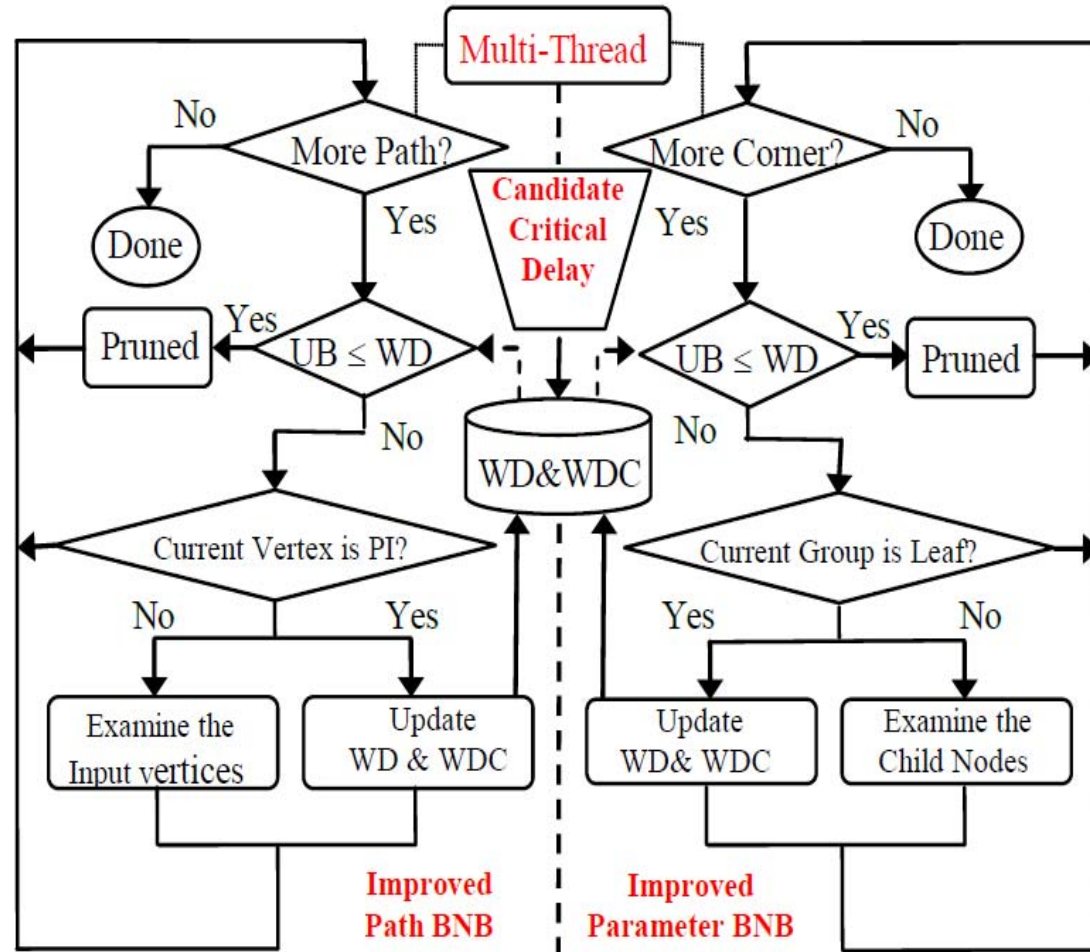 Multi-Thread
No
More Path?
More Corner?
No
Candidate
Critical
Delay
Yes
Yes
Done
Done
Pruned
Yes
UB ≤ WD
UB ≤ WD
Yes
Pruned
No
WD&WDC
No
Current Vertex is PI?
Current Group is Leaf?
No
Yes
Yes
No
Examine the
Input vertices
Update
WD & WDC
Update
WD& WDC
Examine the
Child Nodes
Improved
Path BNB
Improved
Parameter BNB